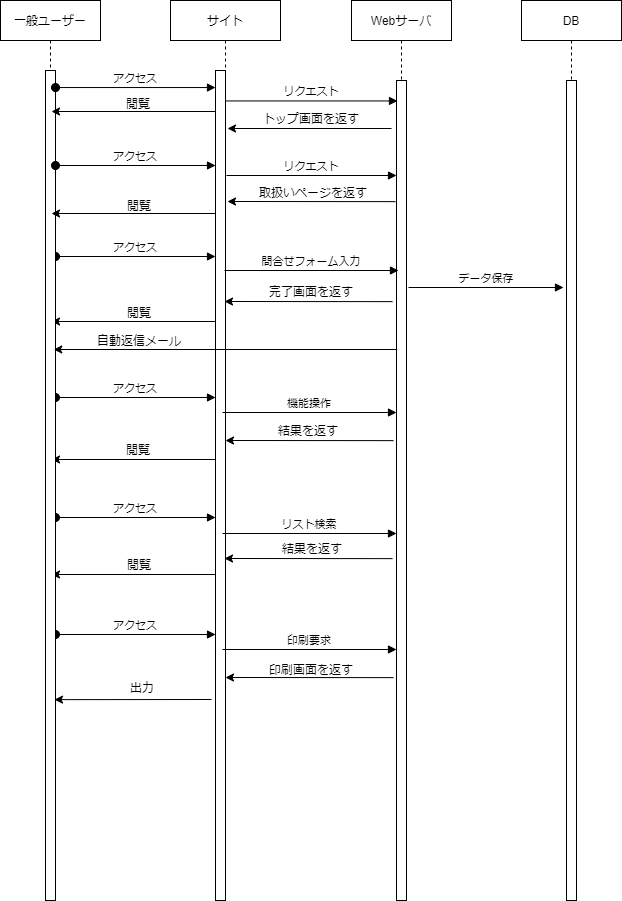 一般ユーザー
サイト
Webサーバ
DB
アクセス
リクエスト
閲覧
トップ画面を返す
アクセス
リクエスト
取扱いページを返す
閲覧
アクセス
問合せフォーム入力
データ保存
完了画面を返す
閲覧
自動返信メール
アクセス
機能操作
結果を返す
閲覧
アクセス
リスト検索
結果を返す
閲覧
アクセス
印刷要求
印刷画面を返す
出力